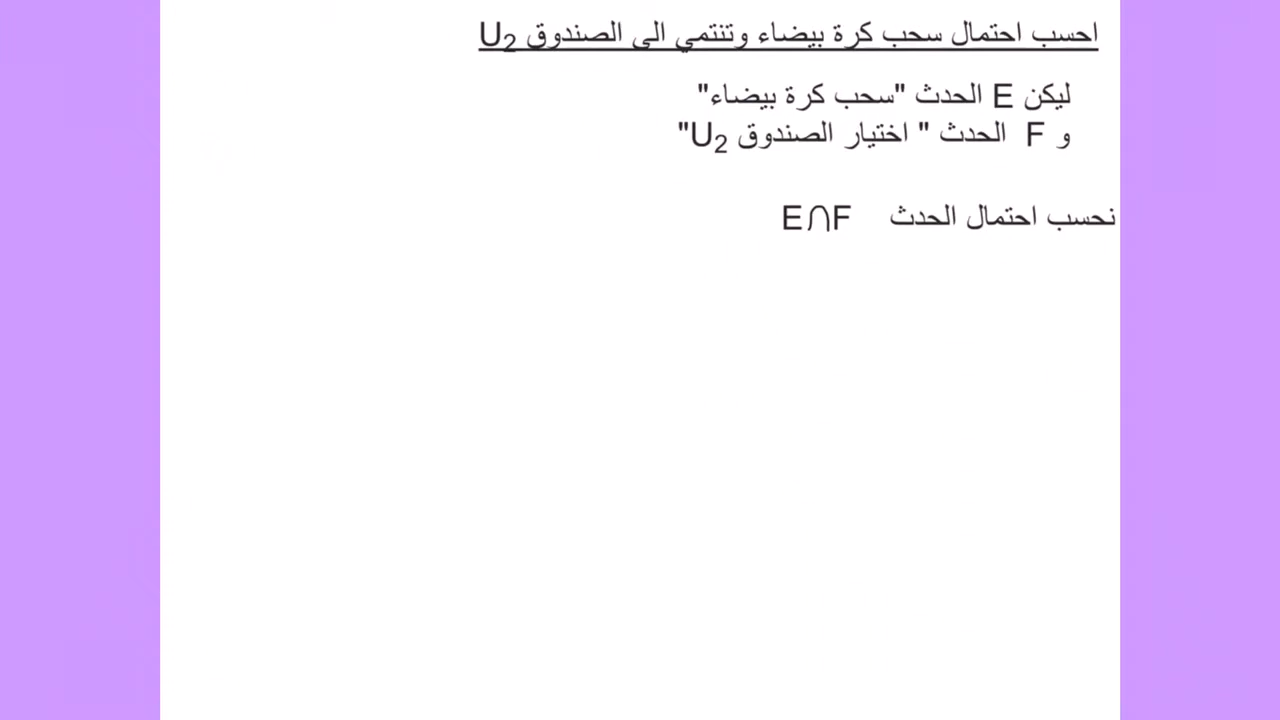 احسب احتمال سحب كرة بيضاء وتنتمي الى الصندوق U₂
ليكن E الحدث "سحب كرة بيضاء"
و F الحدث " اختيار الصندوق U₂"
نحسب احتمال الحدث E∩F